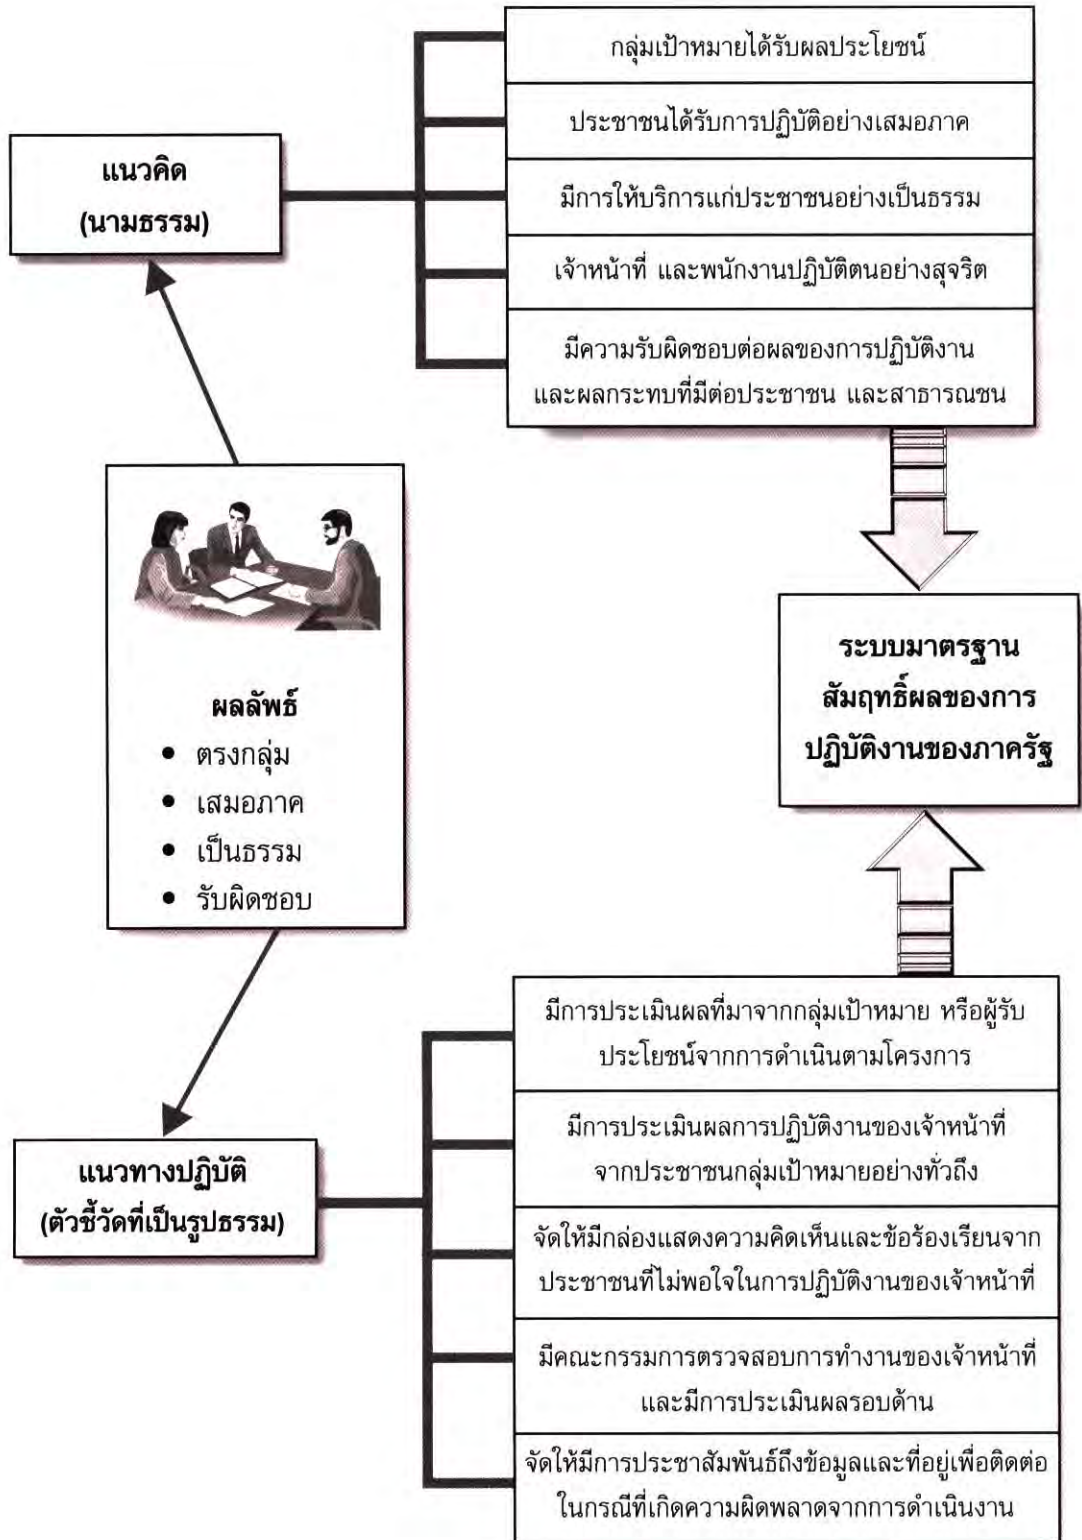 กลุ่มเป้าหมายได้รับผลประโยชน์
ประชาชนได้รับการปฏิบัติอย่างเสมอภาค
มีการให้บริการแก่ประชาชนอย่างเป็นธรรม
เจ้าหน้าที่ และพนักงานปฏิบัติตนอย่างสุจริต
มีความรับผิดชอบต่อผลของการปฏิบัติงาน
และผลกระทบที่มีต่อประชาชน และสาธารณชน
แนวคิด
(นามธรรม)
ผลลัพธ์
• ตรงกลุ่ม
• เสมอภาค
• เป็นธรรม
• รับผิดชอบ
ระบบมาตรฐาน
สัมฤทธิ์ผลของการ
ปฏิบัติงานของภาครัฐ
แนวทางปฏิบัติ
(ตัวชี้วัดที่เป็นรูปธรรม)
มีการประเมินผลที่มาจากกลุ่มเป้าหมาย หรือผู้รับ
ประโยชน์จากการดำเนินตามโครงการ
มีการประเมินผลการปฏิบัติงานของเจ้าหน้าที่
จากประชาชนกลุ่มเป้าหมายอย่างทั่วถึง
จัดให้มีกล่องแสดงความคิดเห็นและข้อร้องเรียนจาก
ประชาชนที่ไม่พอใจในการปฏิบัติงานของเจ้าหน้าที่
มีคณะกรรมการตรวจสอบการทำงานของเจ้าหน้าที่
และมีการประเมินผลรอบด้าน
จัดให้มีการประชาสัมพันธ์ถึงข้อมูลและที่อยู่เพื่อติดต่อ
ในกรณีที่เกิดความผิดพลาดจากการดำเนินงาน